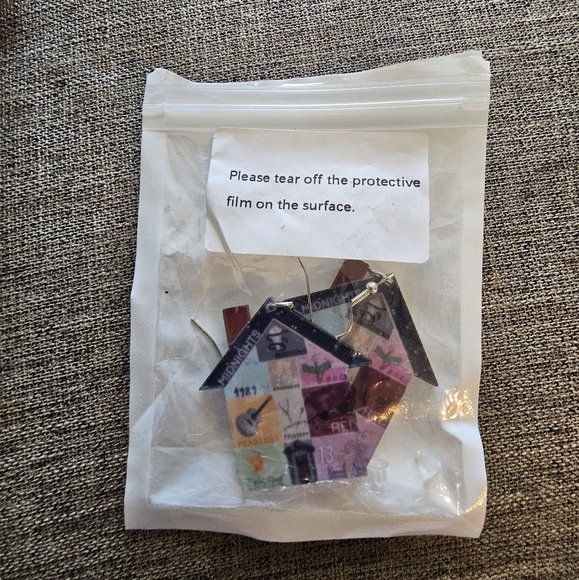 Please tear off the protective
film on the surface.
MIDNIGHTS
MIDNIGHTS
1989
FEARLESS
RED
13